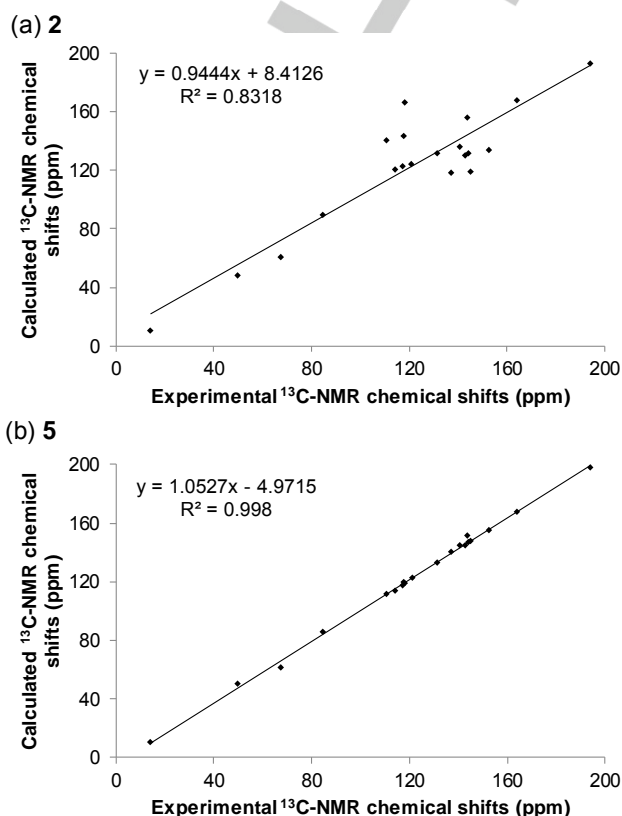 (a) 2
200
y = 0.9444x + 8.4126
R² = 0.8318
160
120
80
40
0
Calculated ¹³C-NMR chemical
shifts (ppm)
0 40 80 120 160 200
Experimental ¹³C-NMR chemical shifts (ppm)
(b) 5
200
y = 1.0527x - 4.9715
R² = 0.998
160
120
80
40
0
Calculated ¹³C-NMR chemical
shifts (ppm)
0 40 80 120 160 200
Experimental ¹³C-NMR chemical shifts (ppm)